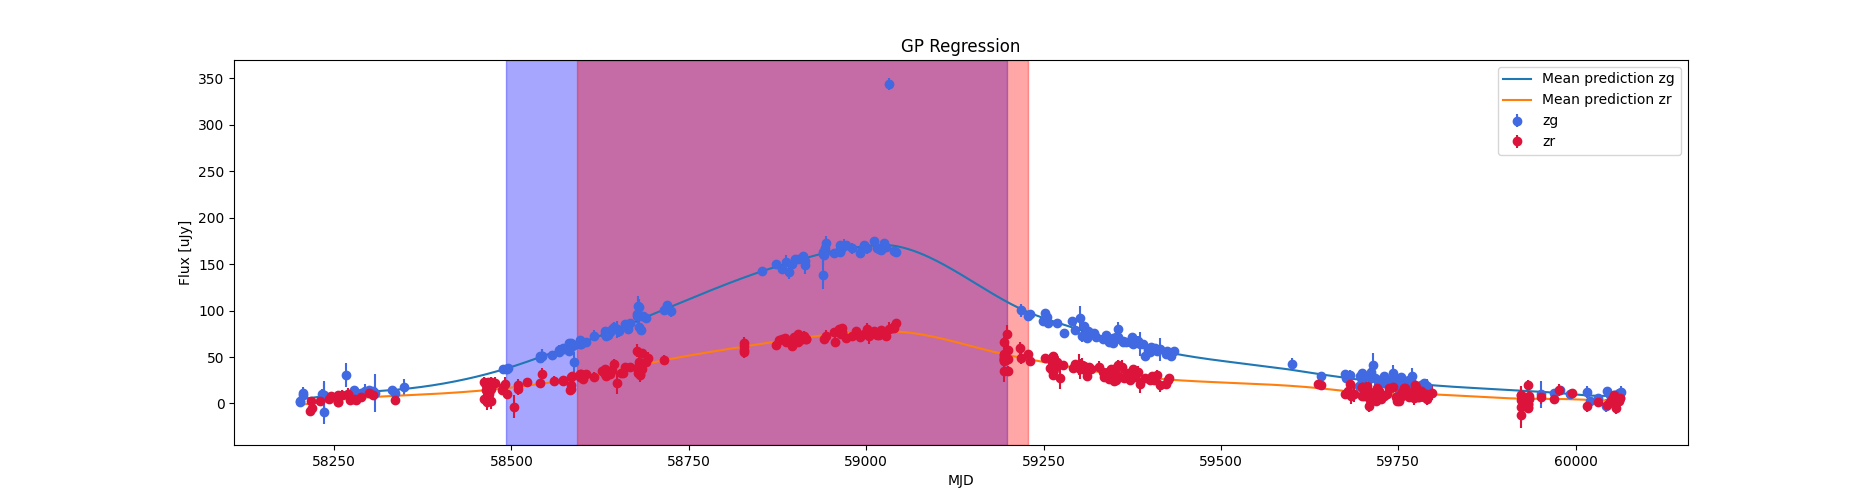 GP Regression
350
300
250
200
150
100
50
0
Flux [uJy]
58250 58500 58750 59000 59250 59500 59750 60000
MJD
Mean prediction zg
Mean prediction zr
zg
zr